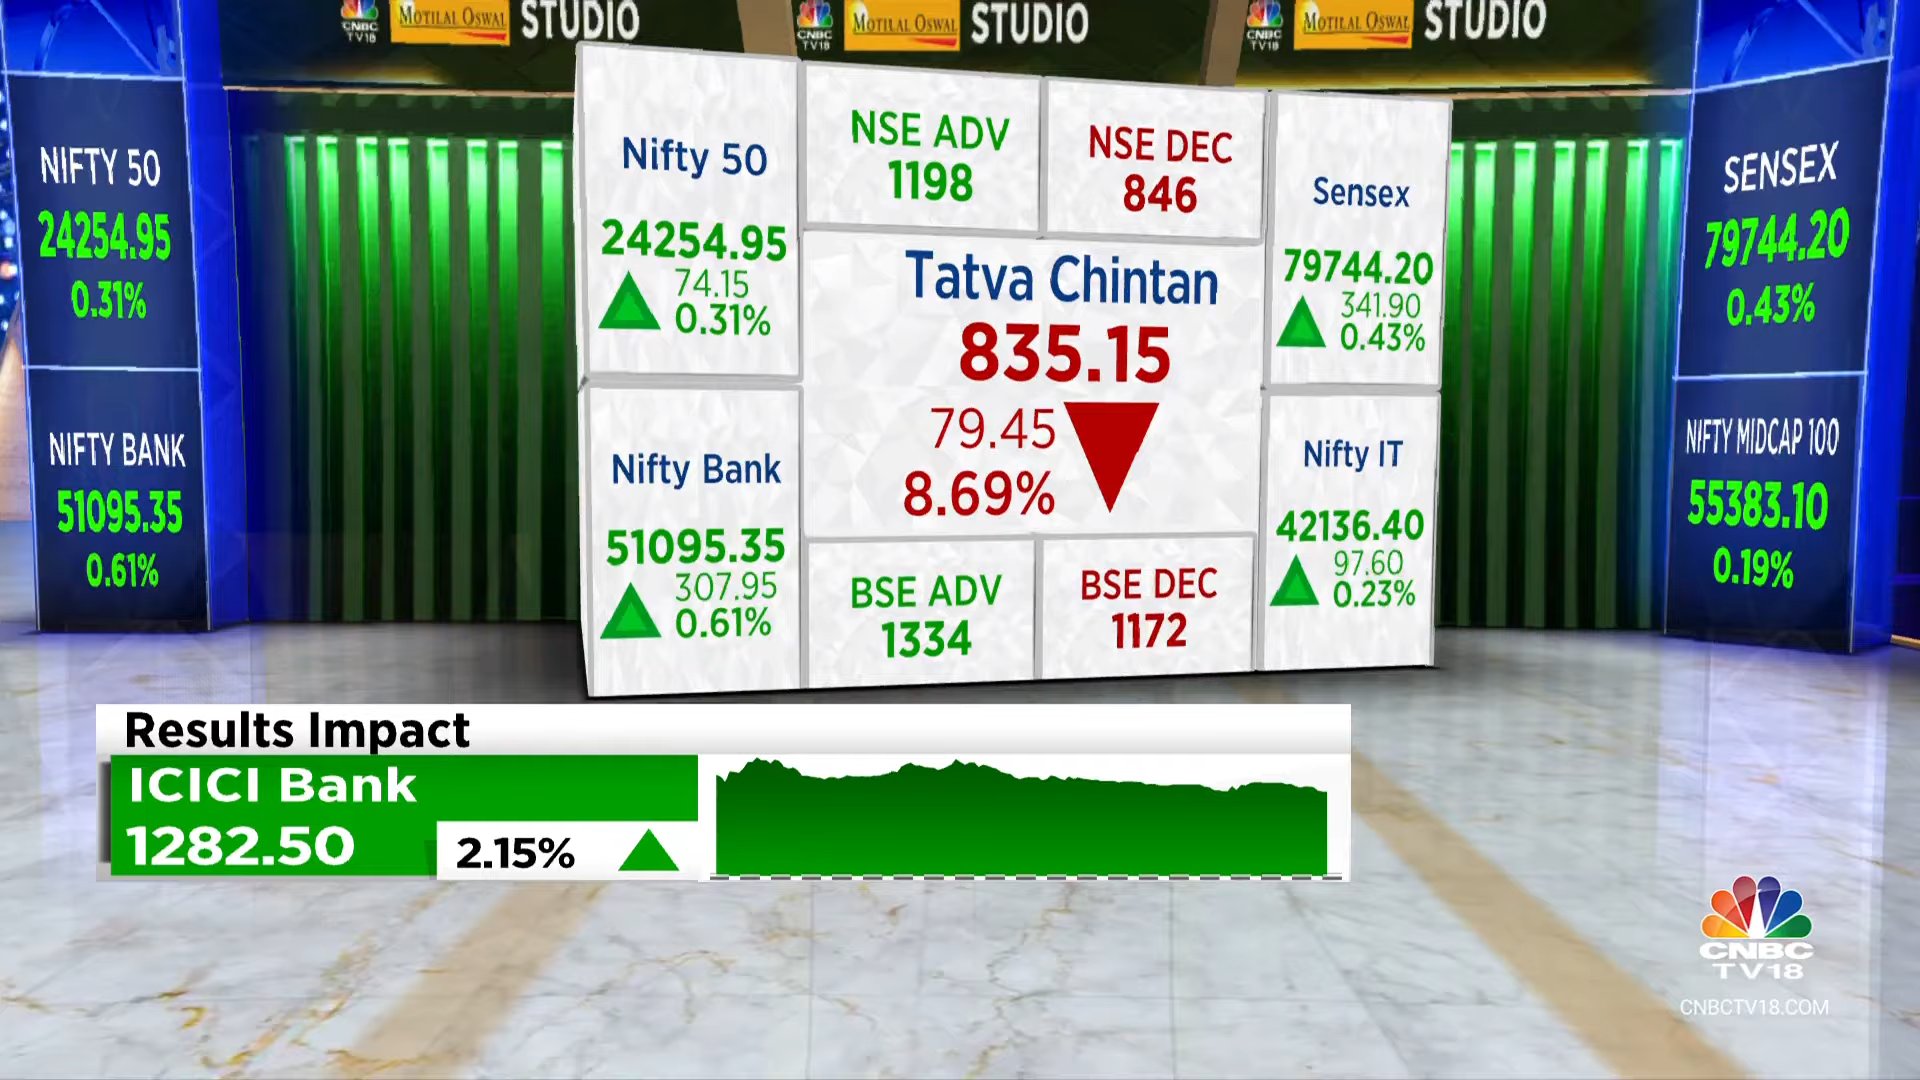 CNBC
TV18
MOTILAL OSWAL
STUDIO
CNBC
TV18
MOTILAL OSWAL
STUDIO
CNBC
TV18
MOTILAL OSWAL
STUDIO
NIFTY 50
24254.95
0.31%
NIFTY BANK
51095.35
0.61%
Nifty 50
24254.95
74.15
0.31%
Nifty Bank
51095.35
307.95
0.61%
NSE ADV
1198
NSE DEC
846
Tatva Chintan
835.15
79.45
8.69%
BSE ADV
1334
BSE DEC
1172
Sensex
79744.20
341.90
0.43%
Nifty IT
42136.40
97.60
0.23%
SENSEX
79744.20
0.43%
NIFTY MIDCAP 100
55383.10
0.19%
Results Impact
ICICI Bank
1282.50
2.15%
CNBC
TV18
CNBCTV18.COM